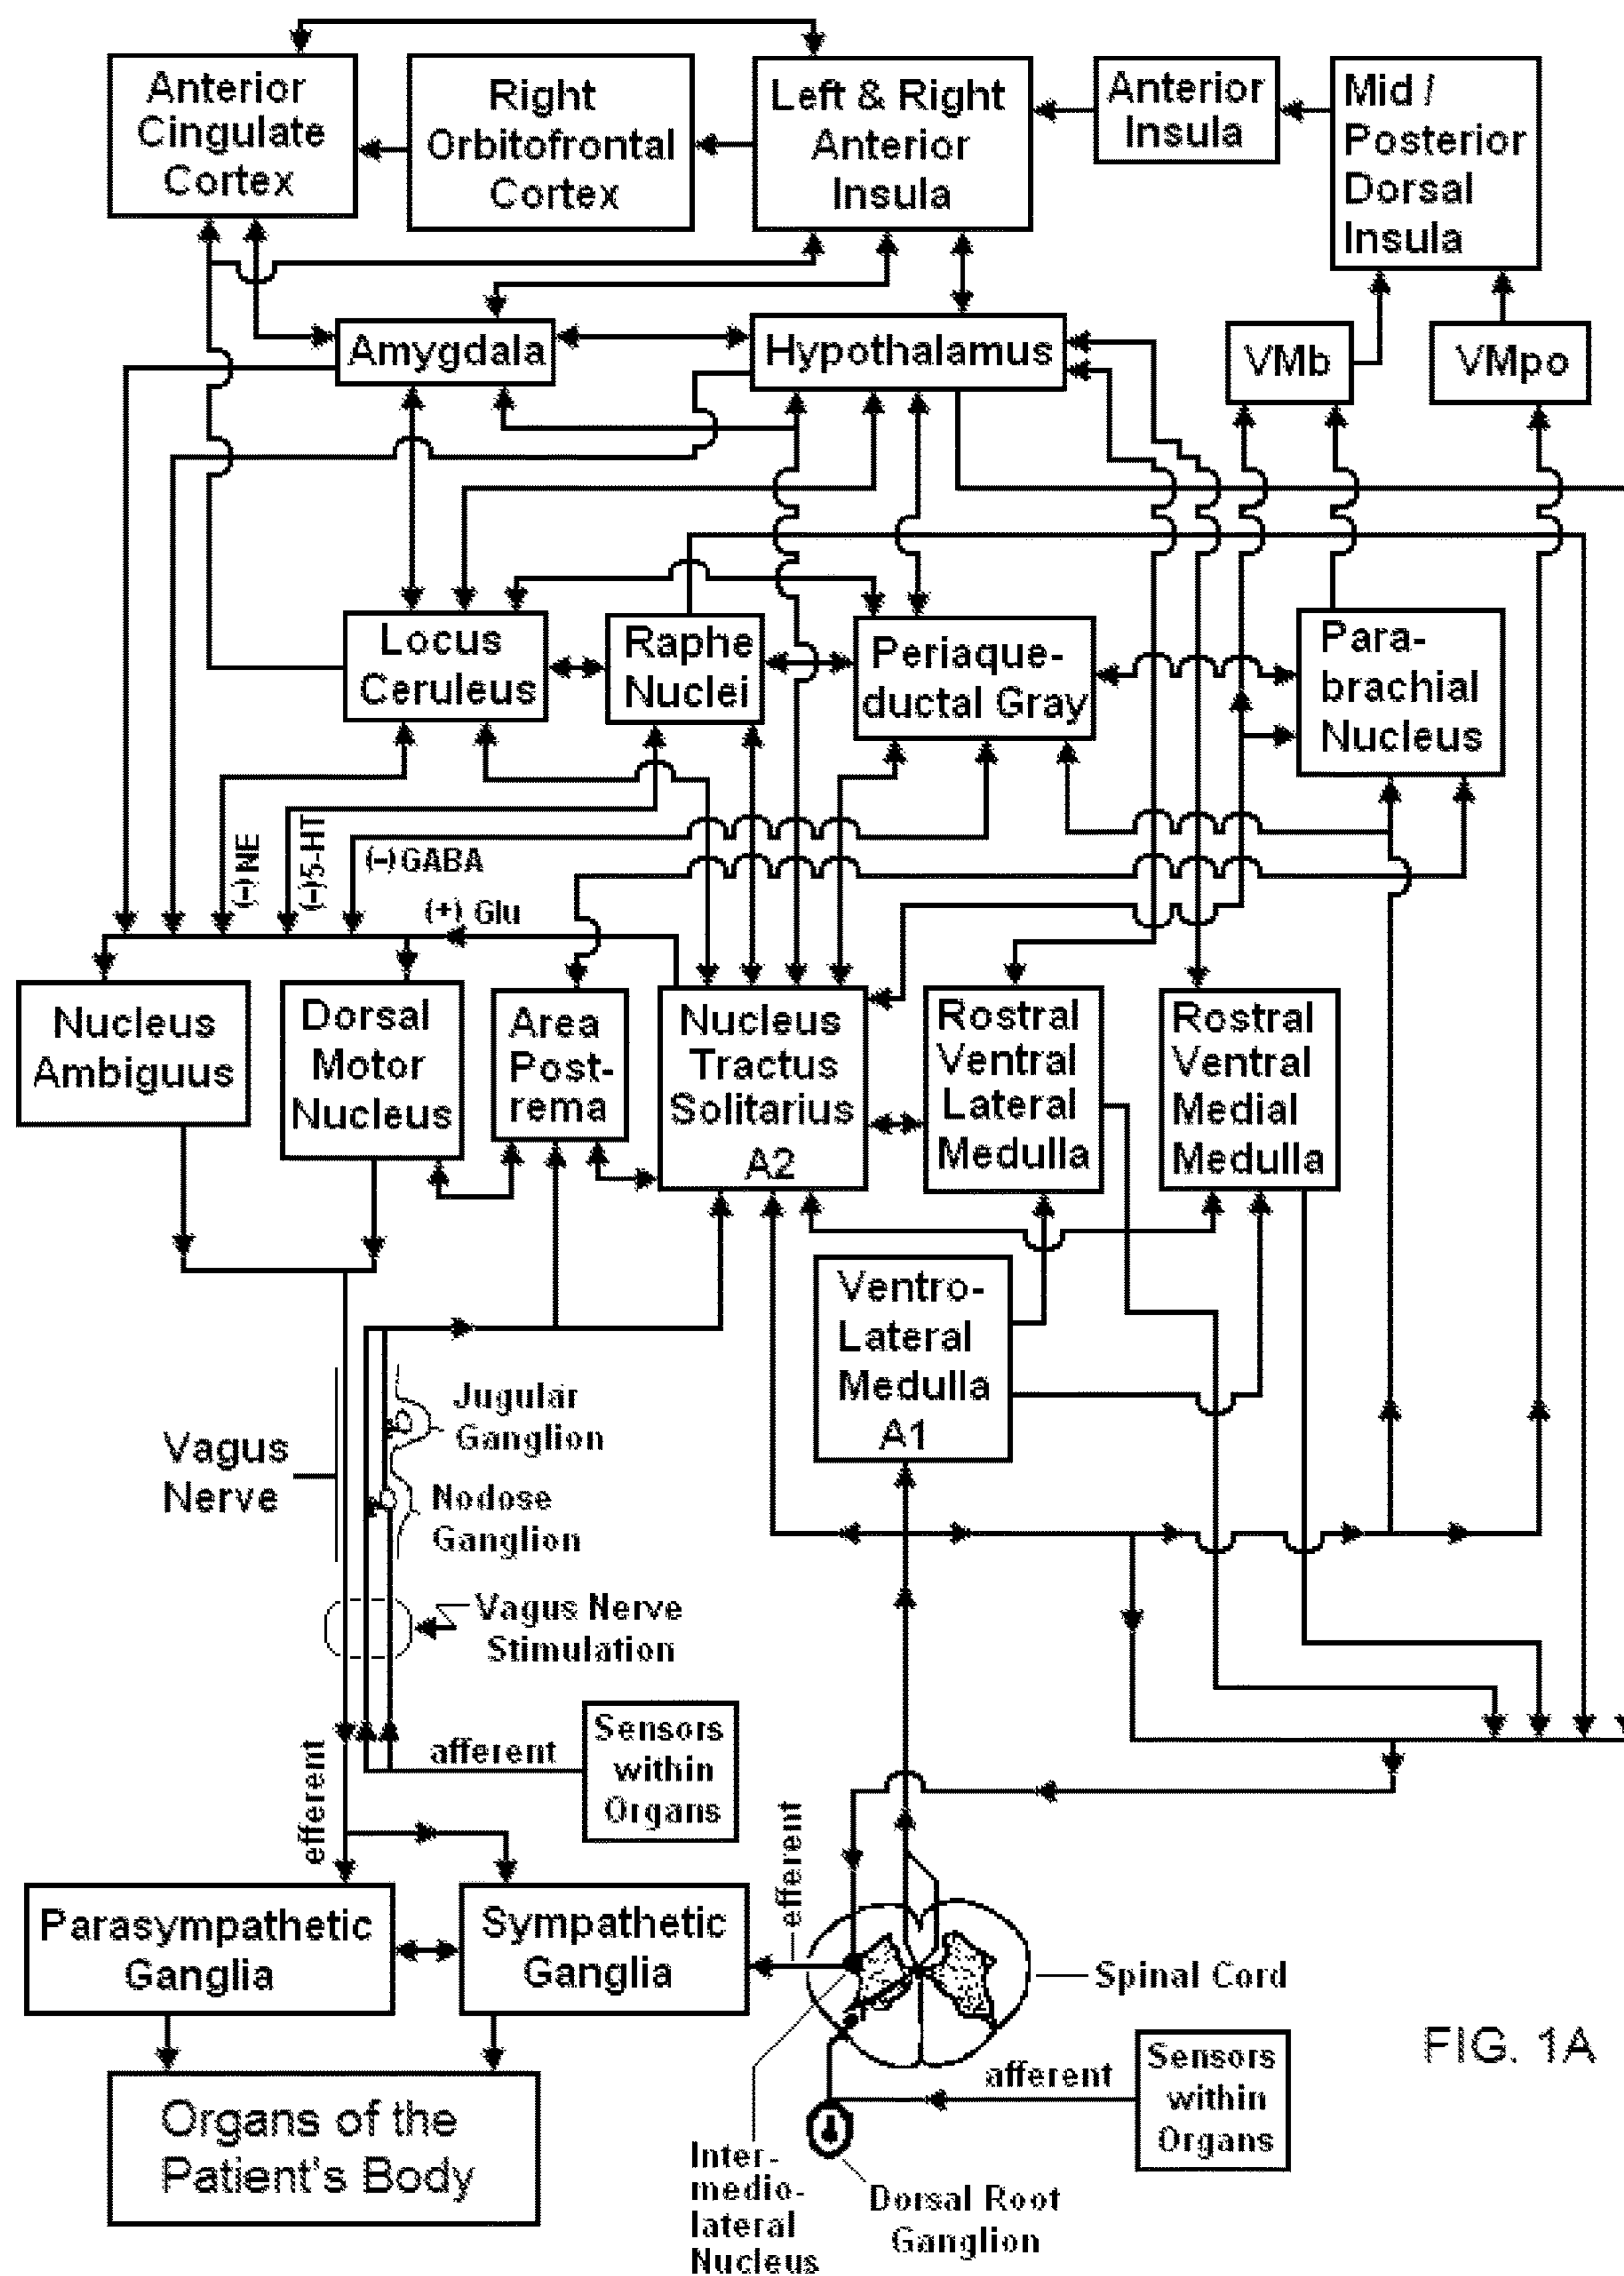 Anterior
Cingulate
Cortex
Right
Orbitofrontal
Cortex
Left & Right
Anterior
Insula
Anterior
Insula
Mid /
Posterior
Dorsal
Insula
Amygdala
Hypothalamus
VMb
VMpo
Locus
Ceruleus
Raphe
Nuclei
Periaque-
ductal Gray
Para-
brachial
Nucleus
(-) NE
(-)5-HT
(-) GABA
(+) Glu
Nucleus
Ambiguus
Dorsal
Motor
Nucleus
Area
Post-
rema
Nucleus
Tractus
Solitarius
A2
Rostral
Ventral
Lateral
Medulla
Rostral
Ventral
Medial
Medulla
Ventro-
Lateral
Medulla
A1
Jugular
Ganglion
Vagus
Nerve
Nodose
Ganglion
Vagus Nerve
Stimulation
Sensors
within
Organs
afferent
efferent
efferent
Parasympathetic
Ganglia
Sympathetic
Ganglia
Spinal Cord
FIG. 1A
Organs of the
Patient's Body
afferent
Sensors
within
Organs
Inter-
medio-
lateral
Nucleus
Dorsal Root
Ganglion